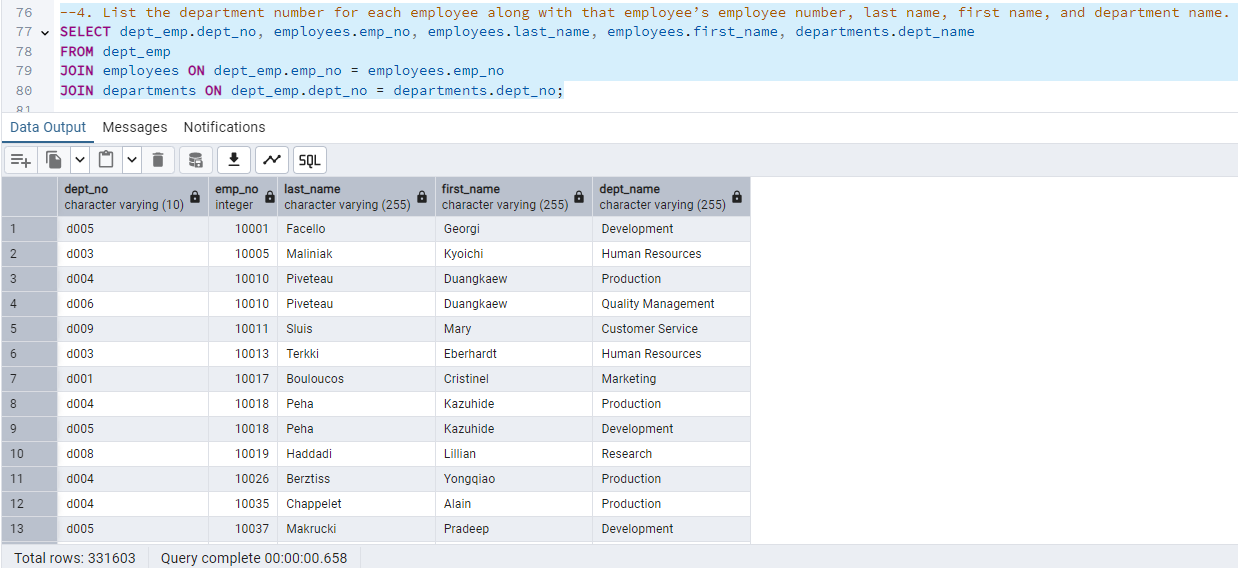 76 --4. List the department number for each employee along with that employee’s employee number, last name, first name, and department name.
77 SELECT dept_emp.dept_no, employees.emp_no, employees.last_name, employees.first_name, departments.dept_name
78 FROM dept_emp
79 JOIN employees ON dept_emp.emp_no = employees.emp_no
80 JOIN departments ON dept_emp.dept_no = departments.dept_no;
81
Data Output Messages Notifications
SQL
dept_no emp_no last_name first_name dept_name
character varying (10) integer character varying (255) character varying (255) character varying (255)
1 d005 10001 Facello Georgi Development
2 d003 10005 Maliniak Kyoichi Human Resources
3 d004 10010 Piveteau Duangkaew Production
4 d006 10010 Piveteau Duangkaew Quality Management
5 d009 10011 Sluis Mary Customer Service
6 d003 10013 Terkki Eberhardt Human Resources
7 d001 10017 Bouloucos Cristinel Marketing
8 d004 10018 Peha Kazuhide Production
9 d005 10018 Peha Kazuhide Development
10 d008 10019 Haddadi Lillian Research
11 d004 10026 Berztiss Yongqiao Production
12 d004 10035 Chappelet Alain Production
13 d005 10037 Makrucki Pradeep Development
Total rows: 331603 Query complete 00:00:00.658